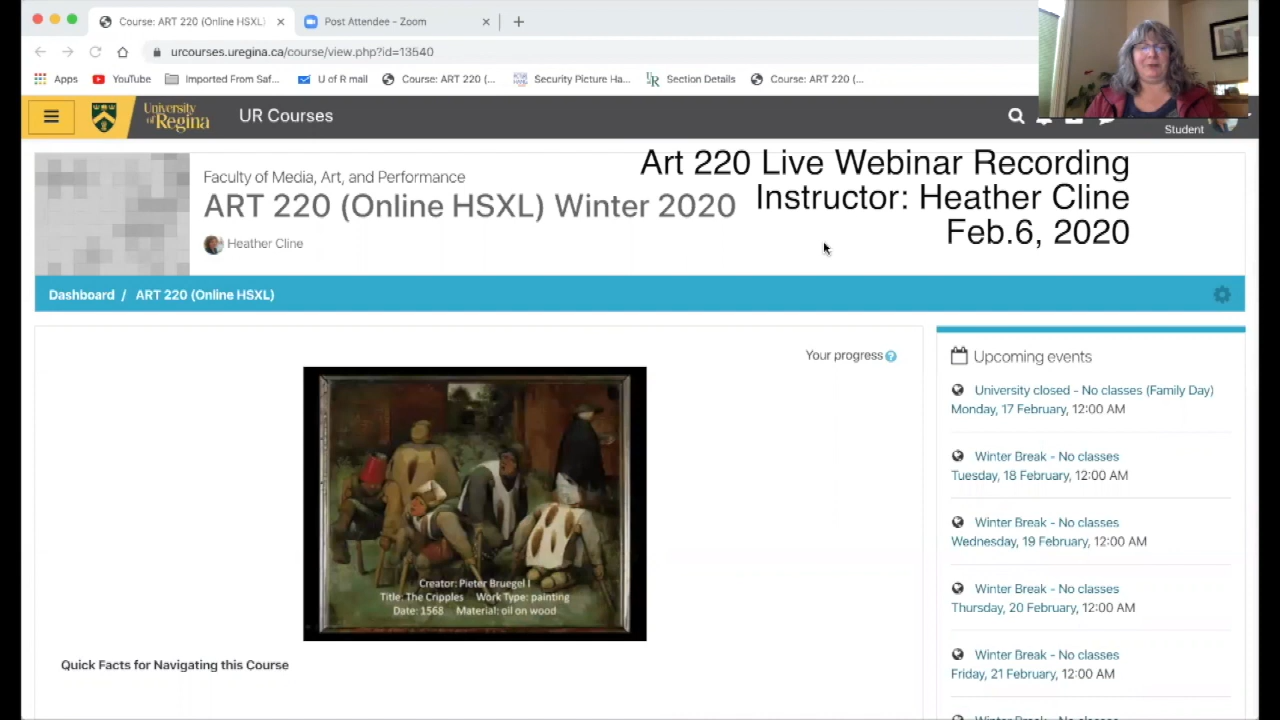 Course: ART 220 (Online HSXL)
Post Attendee - Zoom
urcourses.uregina.ca/course/view.php?id=13540
Apps YouTube Imported From Saf... U of R mail Course: ART 220 (... Security Picture Ha... Section Details Course: ART 220 (...
University of Regina
UR Courses
Student
Art 220 Live Webinar Recording
Instructor: Heather Cline
Feb.6, 2020
Faculty of Media, Art, and Performance
ART 220 (Online HSXL) Winter 2020
Heather Cline
Dashboard / ART 220 (Online HSXL)
Your progress
Creator: Pieter Bruegel I
Title: The Cripples Work Type: painting
Date: 1568 Material: oil on wood
Quick Facts for Navigating this Course
Upcoming events
University closed - No classes (Family Day)
Monday, 17 February, 12:00 AM
Winter Break - No classes
Tuesday, 18 February, 12:00 AM
Winter Break - No classes
Wednesday, 19 February, 12:00 AM
Winter Break - No classes
Thursday, 20 February, 12:00 AM
Winter Break - No classes
Friday, 21 February, 12:00 AM